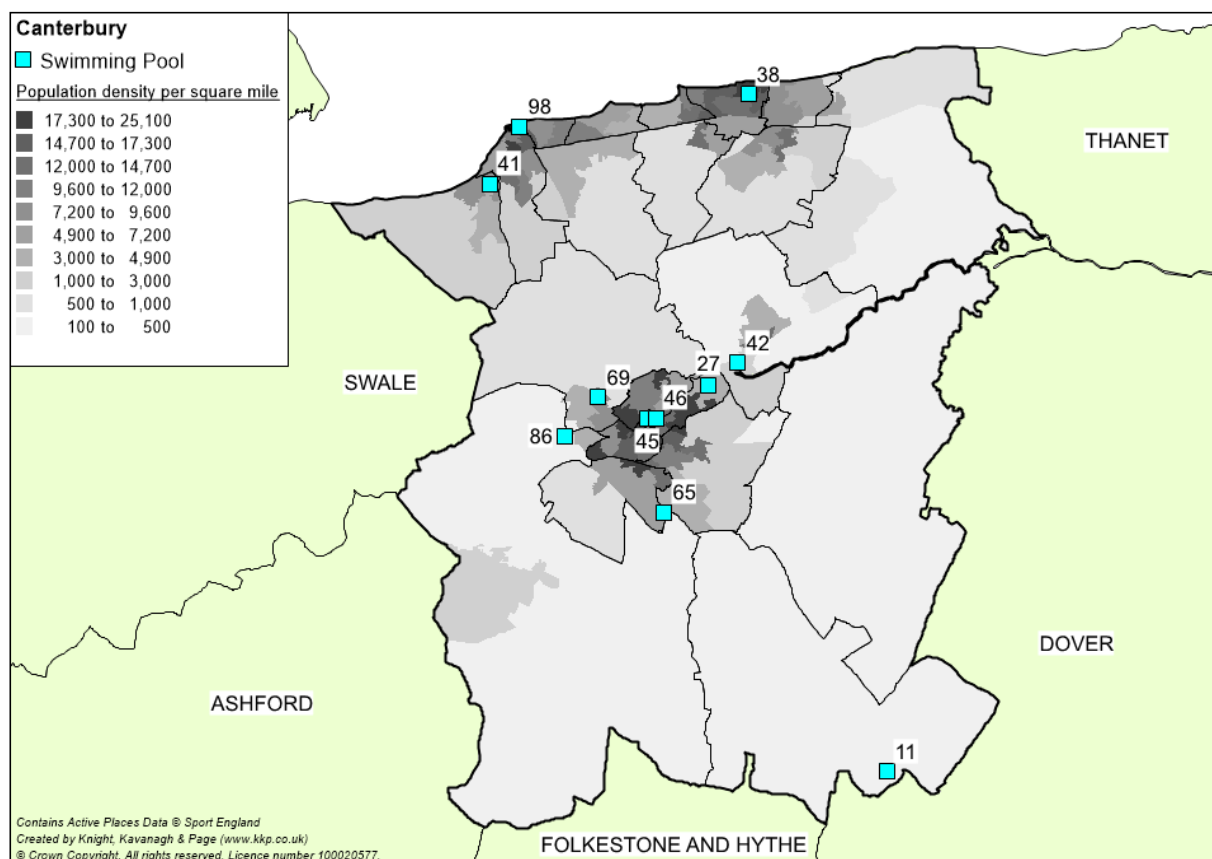 Canterbury
Swimming Pool
Population density per square mile
17,300 to 25,100
14,700 to 17,300
12,000 to 14,700
9,600 to 12,000
7,200 to 9,600
4,900 to 7,200
3,000 to 4,900
1,000 to 3,000
500 to 1,000
100 to 500
38
98
THANET
41
42
27
SWALE
69
46
86
45
65
DOVER
ASHFORD
11
Contains Active Places Data © Sport England
Created by Knight, Kavanagh & Page (www.kkp.co.uk)
© Crown Copyright. All rights reserved. Licence number 100020577.
FOLKESTONE AND HYTHE